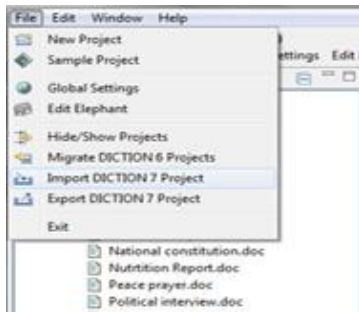 File Edit Window Help
New Project
Sample Project
ettings Edit
Global Settings
Edit Elephant
Hide/Show Projects
Migrate DICTION 6 Projects
Import DICTION 7 Project
Export DICTION 7 Project
Exit
National constitution.doc
Nutrtition Report.doc
Peace prayer.doc
Political interview.doc